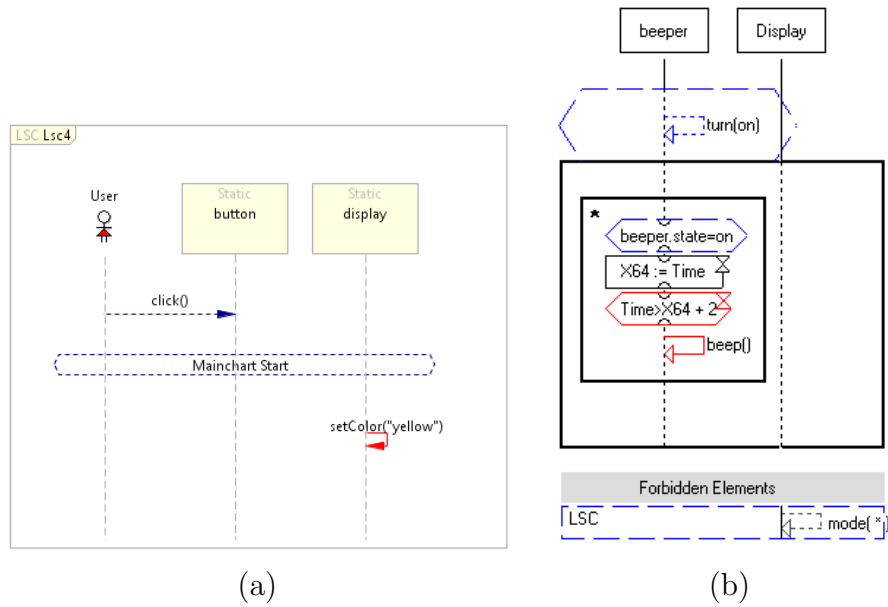 LSC Lsc4
User
Static
button
Static
display
click()
Mainchart Start
setColor("yellow")
(a)
beeper
Display
turn(on)
*
beeper.state=on
X64 := Time
Time>X64 + 2
beep()
Forbidden Elements
LSC
mode( * )
(b)